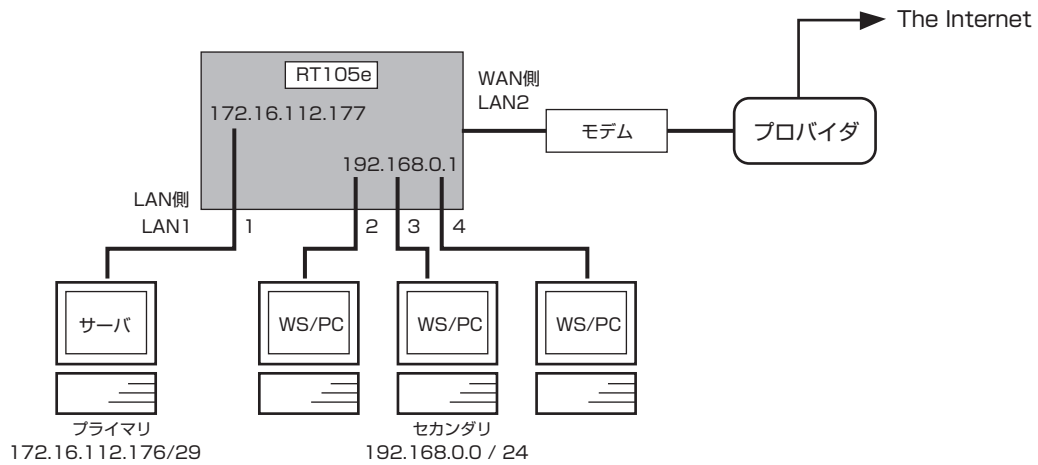 The Internet
RT105e
WAN側
LAN2
172.16.112.177
モデム
プロバイダ
192.168.0.1
LAN側
LAN1
1
2
3
4
サーバ
WS/PC
WS/PC
WS/PC
プライマリ
172.16.112.176/29
セカンダリ
192.168.0.0 / 24